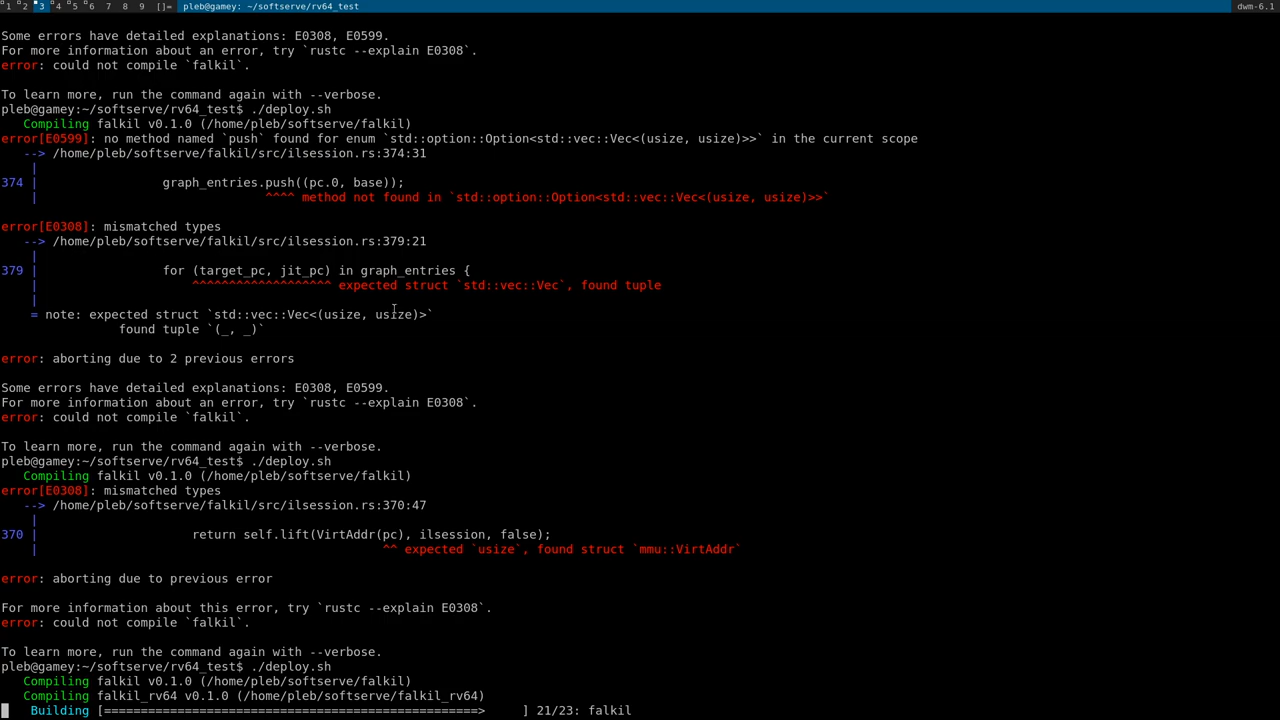 1 2 3 4 5 6 7 8 9 []= pleb@gamey: ~/softserve/rv64_test dwm-6.1
Some errors have detailed explanations: E0308, E0599.
For more information about an error, try `rustc --explain E0308`.
error: could not compile `falkil`.
To learn more, run the command again with --verbose.
pleb@gamey:~/softserve/rv64_test$ ./deploy.sh
Compiling falkil v0.1.0 (/home/pleb/softserve/falkil)
error[E0599]: no method named `push` found for enum `std::option::Option<std::vec::Vec<(usize, usize)>>` in the current scope
--> /home/pleb/softserve/falkil/src/ilsession.rs:374:31
|
374 | graph_entries.push((pc.0, base));
| ^^^^ method not found in `std::option::Option<std::vec::Vec<(usize, usize)>>`
error[E0308]: mismatched types
--> /home/pleb/softserve/falkil/src/ilsession.rs:379:21
|
379 | for (target_pc, jit_pc) in graph_entries {
| ^^^^^^^^^^^^^^^^^^^ expected struct `std::vec::Vec`, found tuple
|
= note: expected struct `std::vec::Vec<(usize, usize)>`
found tuple `(_, _)`
error: aborting due to 2 previous errors
Some errors have detailed explanations: E0308, E0599.
For more information about an error, try `rustc --explain E0308`.
error: could not compile `falkil`.
To learn more, run the command again with --verbose.
pleb@gamey:~/softserve/rv64_test$ ./deploy.sh
Compiling falkil v0.1.0 (/home/pleb/softserve/falkil)
error[E0308]: mismatched types
--> /home/pleb/softserve/falkil/src/ilsession.rs:370:47
|
370 | return self.lift(VirtAddr(pc), ilsession, false);
| ^^ expected `usize`, found struct `mmu::VirtAddr`
error: aborting due to previous error
For more information about this error, try `rustc --explain E0308`.
error: could not compile `falkil`.
To learn more, run the command again with --verbose.
pleb@gamey:~/softserve/rv64_test$ ./deploy.sh
Compiling falkil v0.1.0 (/home/pleb/softserve/falkil)
Compiling falkil_rv64 v0.1.0 (/home/pleb/softserve/falkil_rv64)
Building [===================================================> ] 21/23: falkil